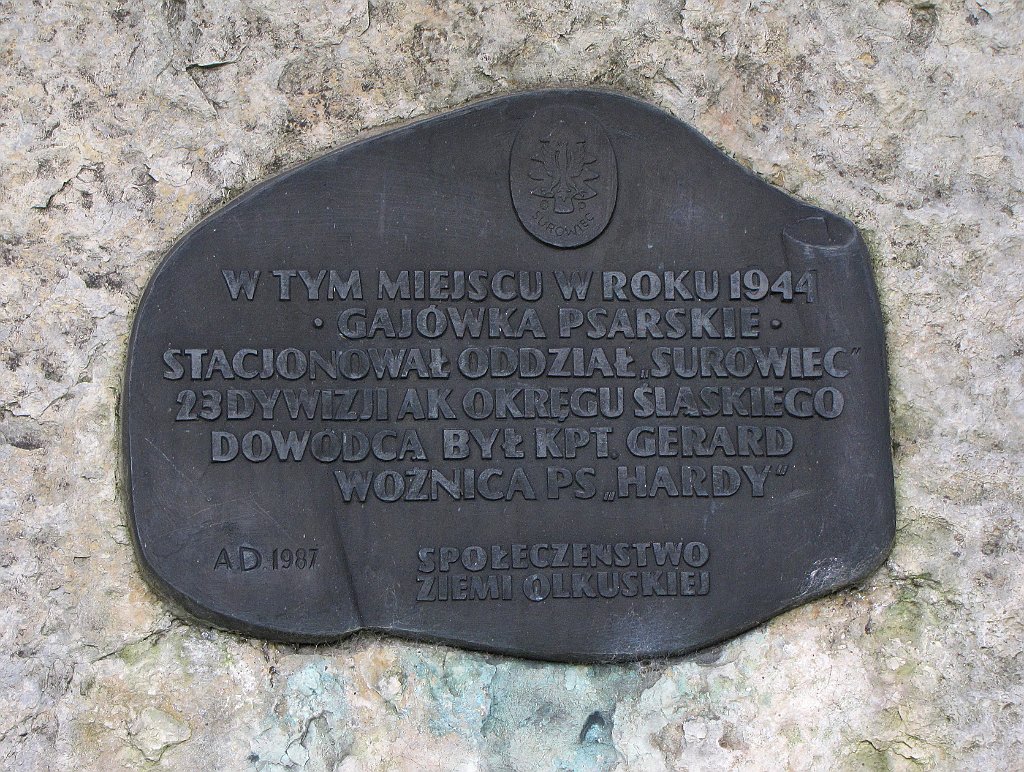 SUROWIEC
W TYM MIEJSCU W ROKU 1944
· GAJÓWKA PSARSKIE ·
STACJONOWAŁ ODDZIAŁ „SUROWIEC”
23 DYWIZJI AK OKRĘGU ŚLĄSKIEGO
DOWÓDCĄ BYŁ KPT. GERARD
WOŹNICA PS „HARDY”
A D 1987
SPOŁECZEŃSTWO
ZIEMI OLKUSKIEJ